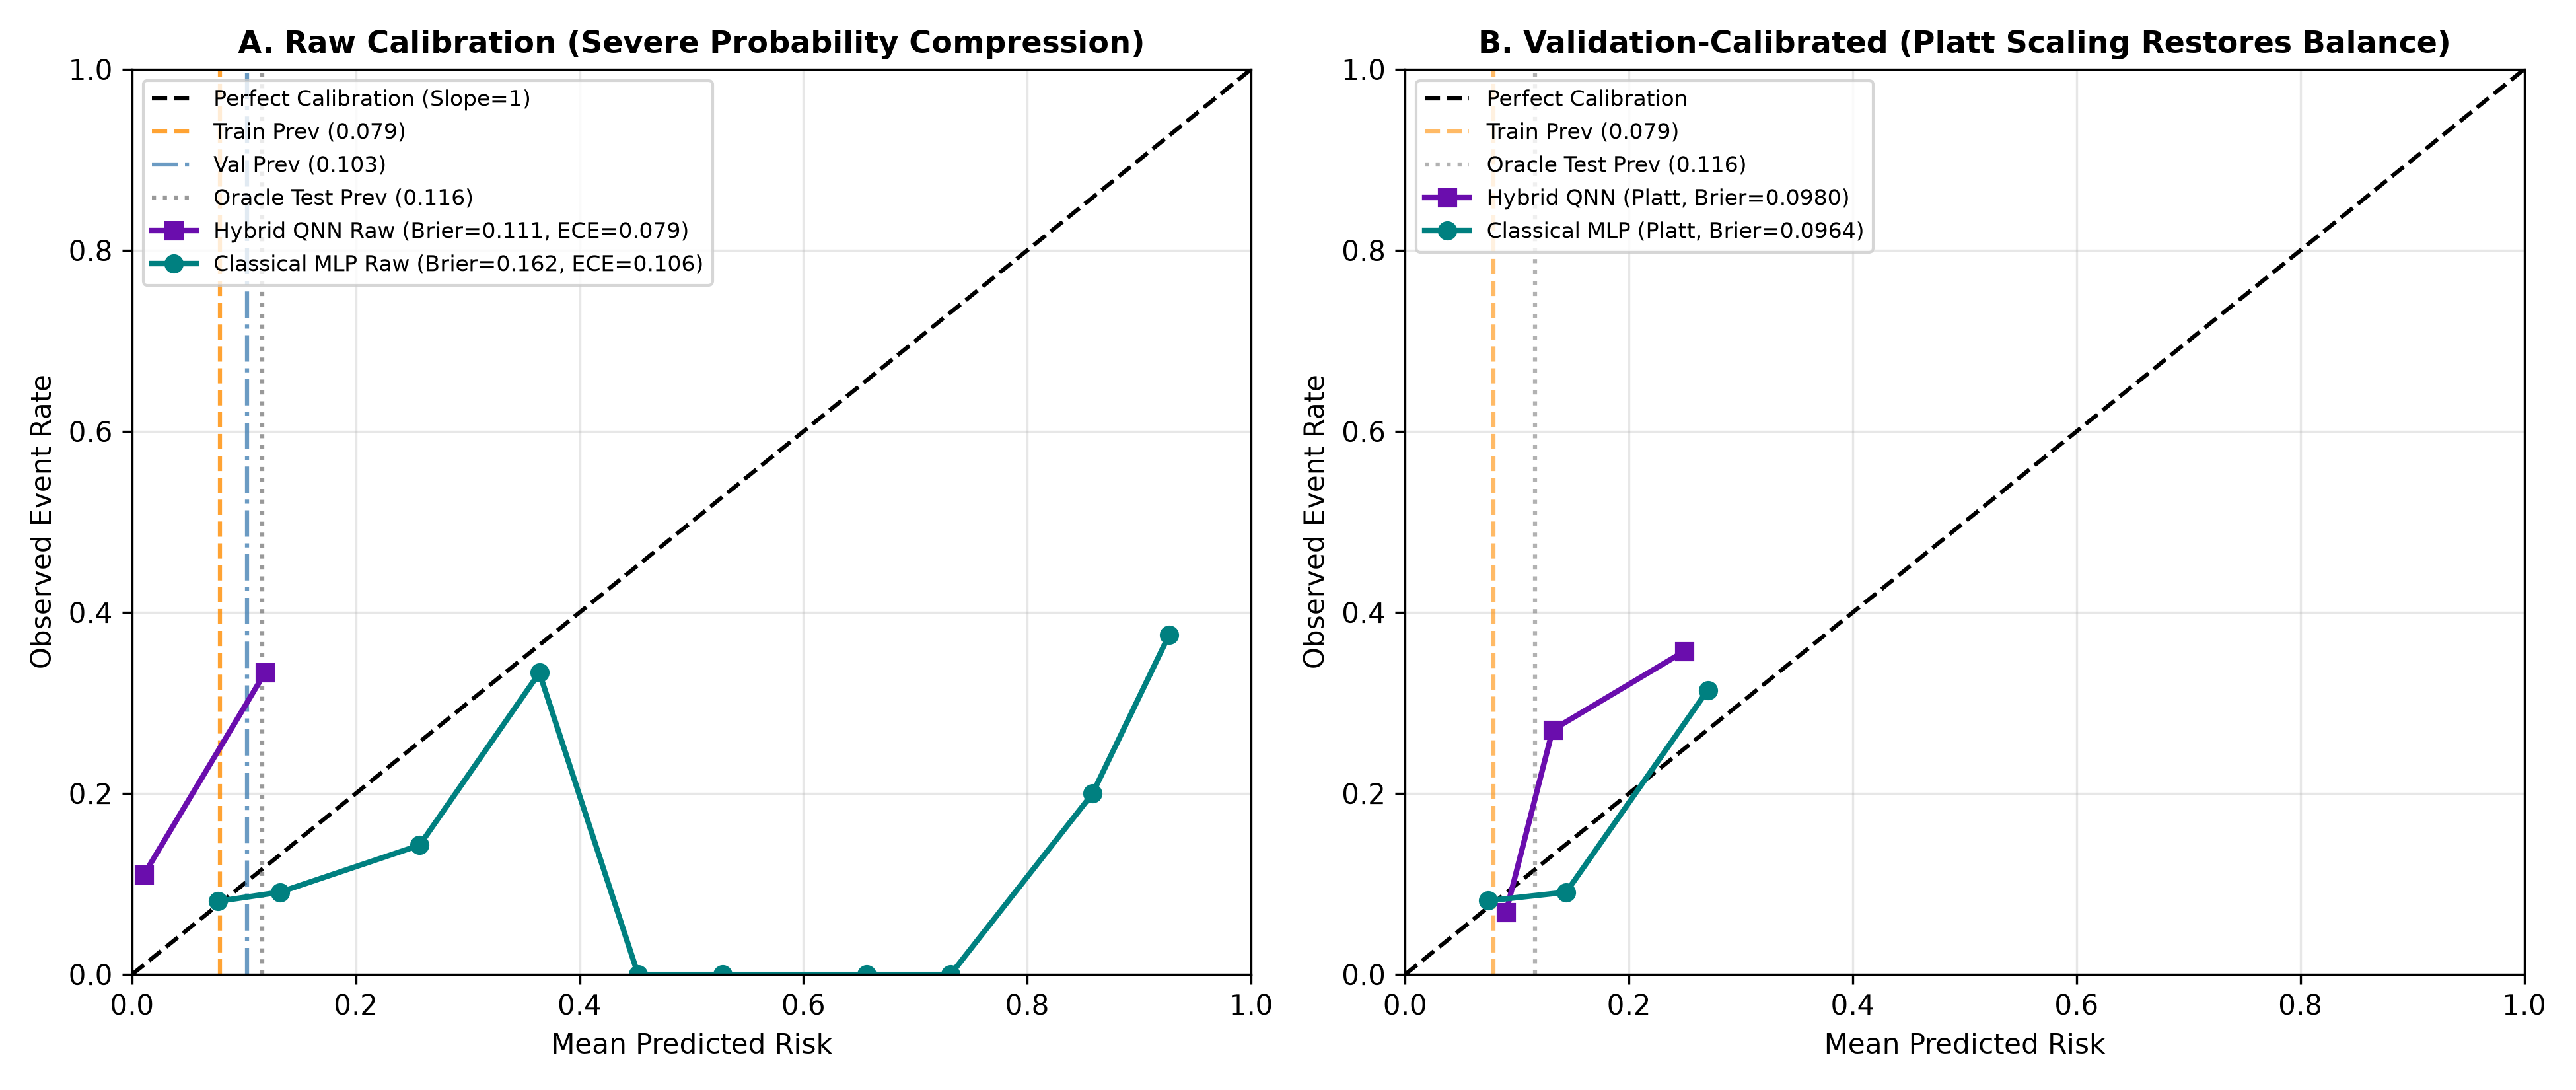 A. Raw Calibration (Severe Probability Compression)
1.0
0.8
0.6
0.4
0.2
0.0
Observed Event Rate
Perfect Calibration (Slope=1)
Train Prev (0.079)
Val Prev (0.103)
Oracle Test Prev (0.116)
Hybrid QNN Raw (Brier=0.111, ECE=0.079)
Classical MLP Raw (Brier=0.162, ECE=0.106)
0.0 0.2 0.4 0.6 0.8 1.0
Mean Predicted Risk
B. Validation-Calibrated (Platt Scaling Restores Balance)
1.0
0.8
0.6
0.4
0.2
0.0
Observed Event Rate
Perfect Calibration
Train Prev (0.079)
Oracle Test Prev (0.116)
Hybrid QNN (Platt, Brier=0.0980)
Classical MLP (Platt, Brier=0.0964)
0.0 0.2 0.4 0.6 0.8 1.0
Mean Predicted Risk